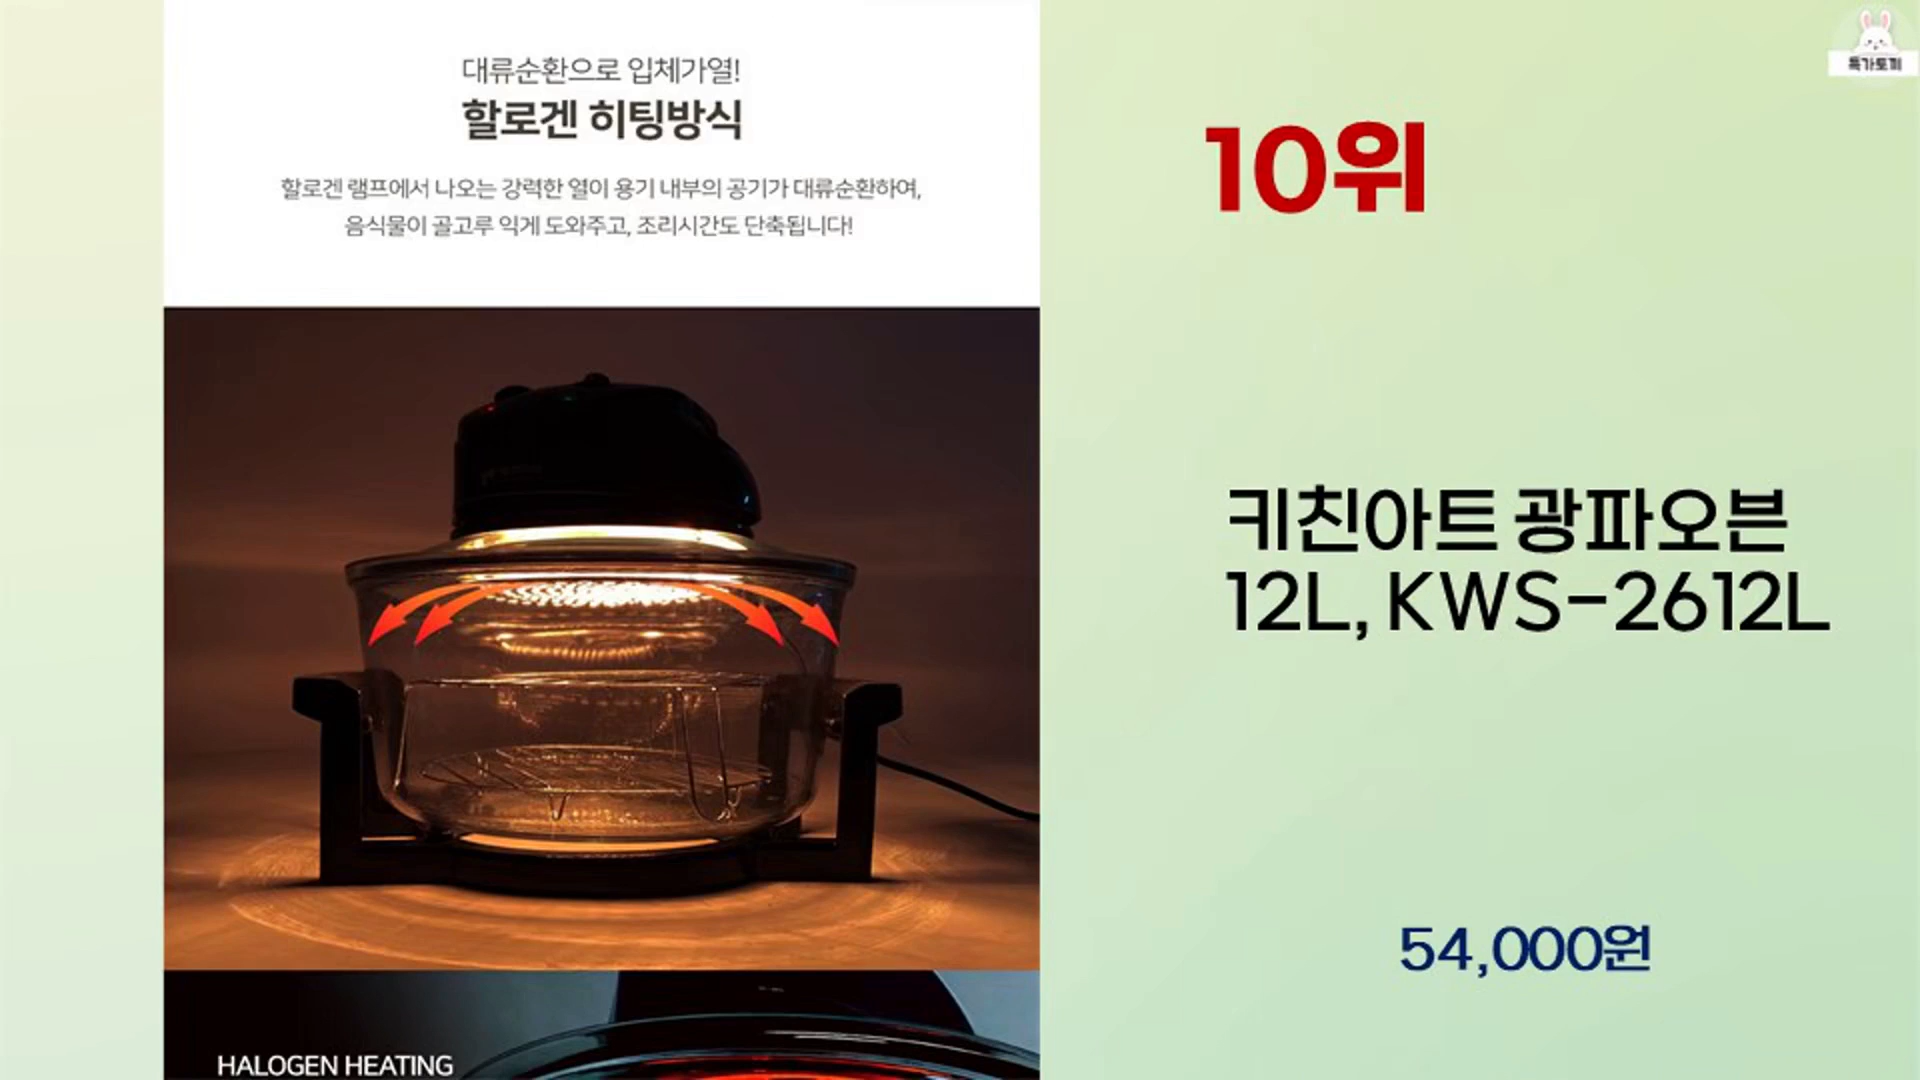 대류순환으로 입체가열!
할로겐 히팅방식
할로겐 램프에서 나오는 강력한 열이 용기 내부의 공기가 대류순환하여,
음식물이 골고루 익게 도와주고, 조리시간도 단축됩니다!
HALOGEN HEATING
특가토끼
10위
키친아트 광파오븐
12L, KWS-2612L
54,000원